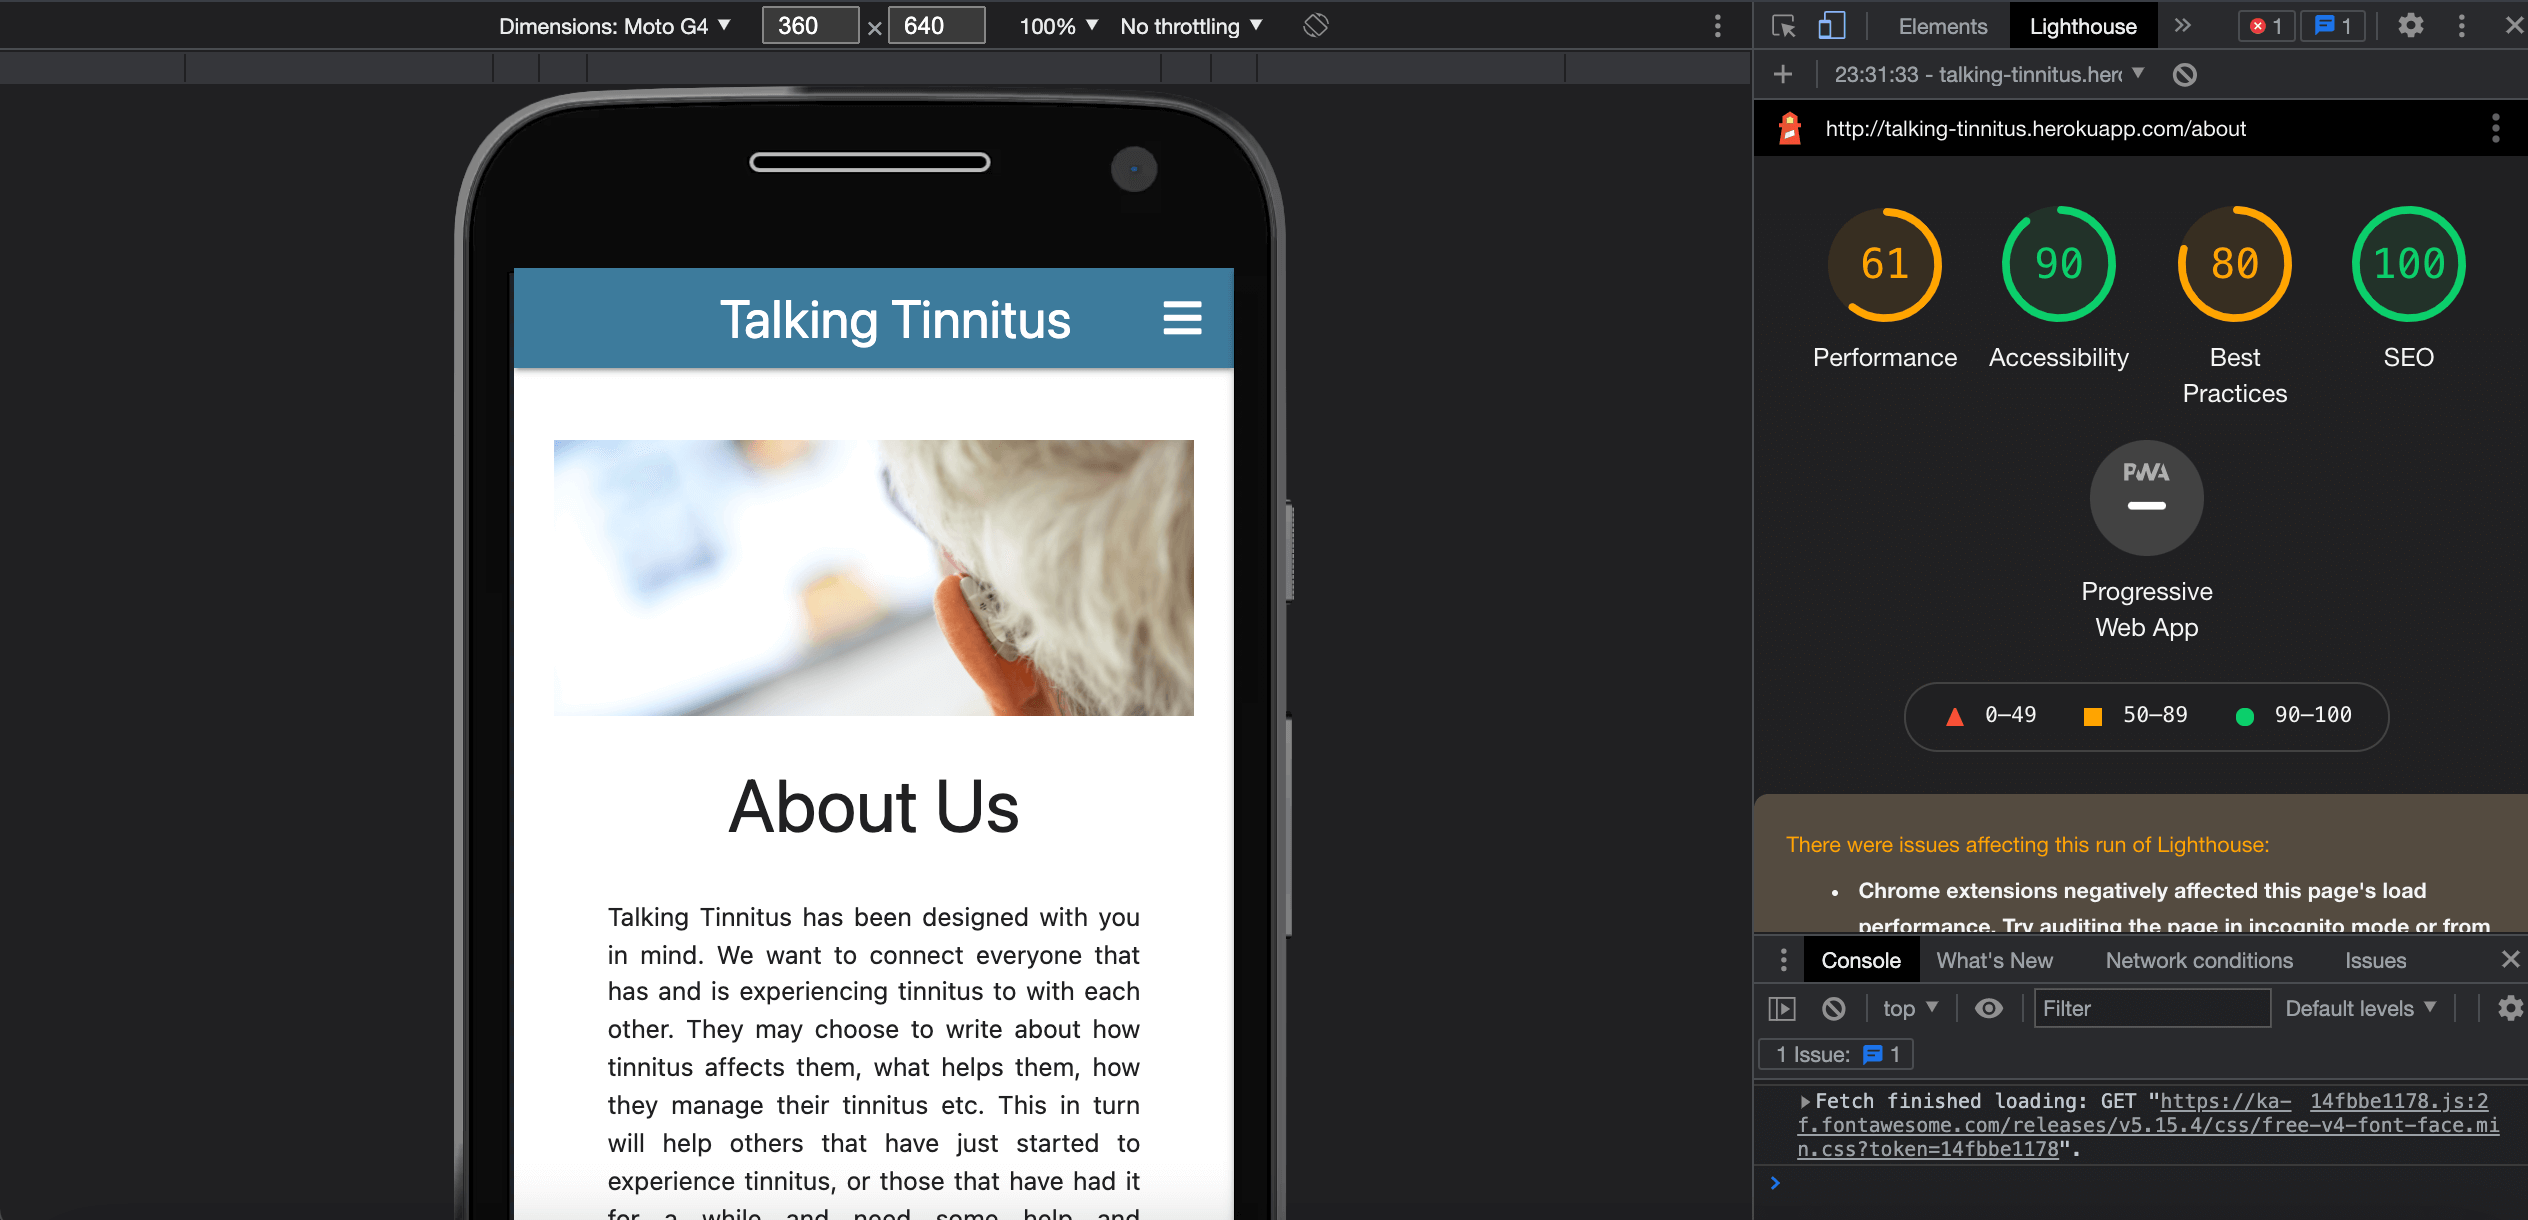 Dimensions: Moto G4 ▼ 360 × 640 100% ▼ No throttling ▼
Elements Lighthouse » 1 1
+ 23:31:33 - talking-tinnitus.her ▼
http://talking-tinnitus.herokuapp.com/about
61 90 80 100
Performance Accessibility Best Practices SEO
PWA
Progressive
Web App
0–49 50–89 90–100
There were issues affecting this run of Lighthouse:
• Chrome extensions negatively affected this page's load
performance. Try auditing the page in incognito mode or from
Console What's New Network conditions Issues
top ▼ Filter Default levels ▼
1 Issue: 1
Fetch finished loading: GET "https://ka- 14fbbe1178.js:2
f.fontawesome.com/releases/v5.15.4/css/free-v4-font-face.mi
n.css?token=14fbbe1178".
Talking Tinnitus
About Us
Talking Tinnitus has been designed with you
in mind. We want to connect everyone that
has and is experiencing tinnitus to with each
other. They may choose to write about how
tinnitus affects them, what helps them, how
they manage their tinnitus etc. This in turn
will help others that have just started to
experience tinnitus, or those that have had it
for a while and need some help and